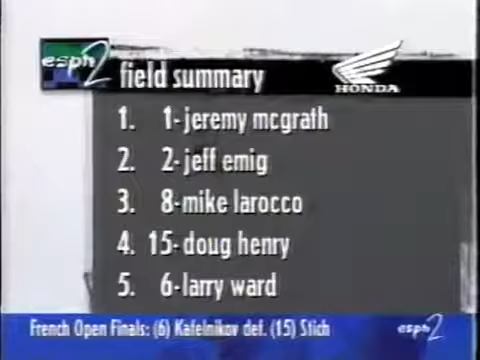 espn2
field summary
HONDA
1. 1-jeremy mcgrath
2. 2-jeff emig
3. 8-mike larocco
4. 15-doug henry
5. 6-larry ward
French Open Finals: (6) Kafelnikov def. (15) Stich
espn2